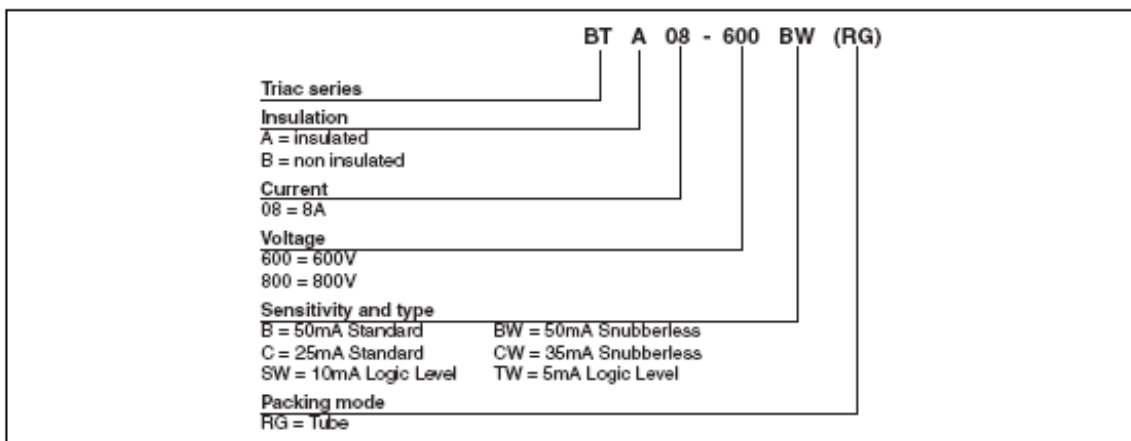 BT A 08 - 600 BW (RG)
Triac series
Insulation
A = insulated
B = non insulated
Current
08 = 8A
Voltage
600 = 600V
800 = 800V
Sensitivity and type
B = 50mA Standard BW = 50mA Snubberless
C = 25mA Standard CW = 35mA Snubberless
SW = 10mA Logic Level TW = 5mA Logic Level
Packing mode
RG = Tube